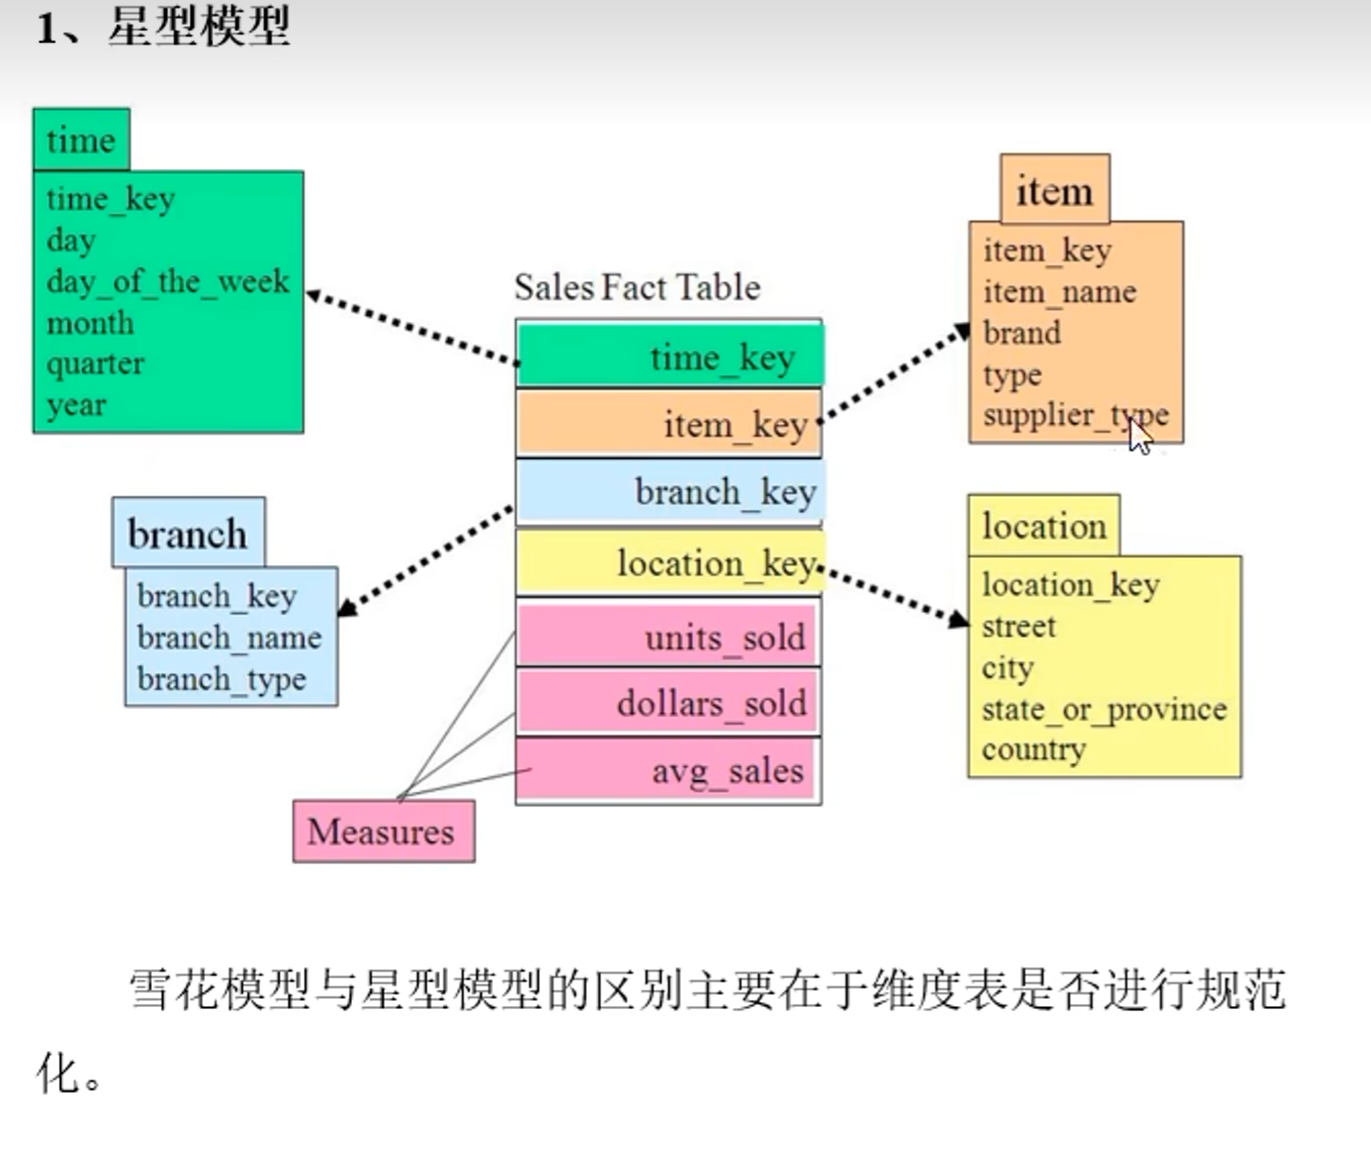 1、星型模型
time
time_key
day
day_of_the_week
month
quarter
year
item
item_key
item_name
brand
type
supplier_type
Sales Fact Table
time_key
item_key
branch_key
location_key
units_sold
dollars_sold
avg_sales
branch
branch_key
branch_name
branch_type
location
location_key
street
city
state_or_province
country
Measures
雪花模型与星型模型的区别主要在于维度表是否进行规范
化。